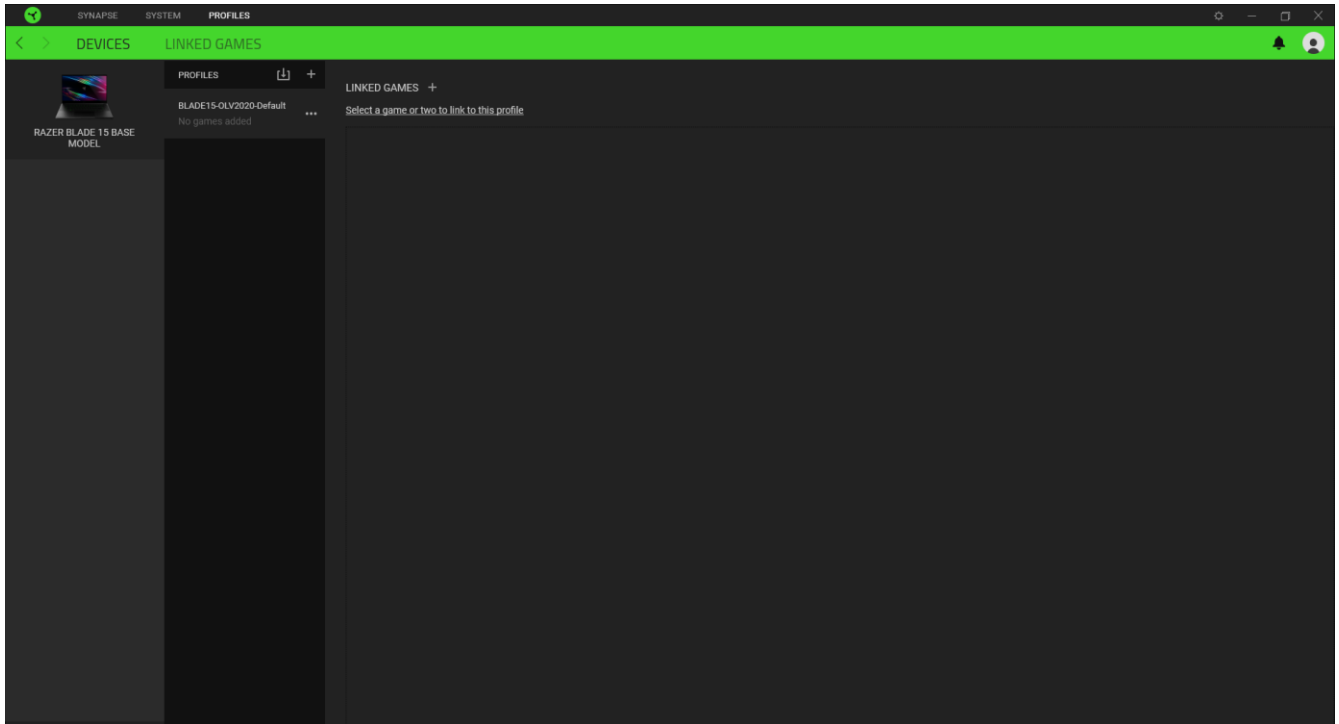 SYNAPSE SYSTEM PROFILES
DEVICES LINKED GAMES
RAZER BLADE 15 BASE
MODEL
PROFILES
BLADE15-OLV2020-Default
No games added
LINKED GAMES
Select a game or two to link to this profile